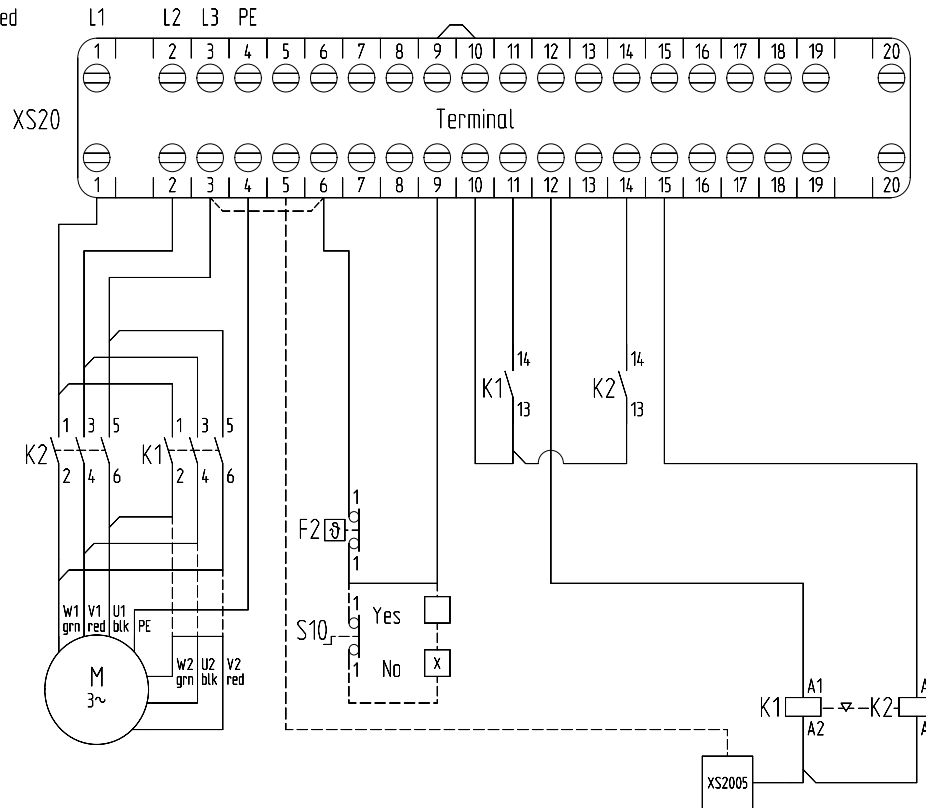 ed L1 L2 L3 PE
1 2 3 4 5 6 7 8 9 10 11 12 13 14 15 16 17 18 19 20
XS20 Terminal
1 2 3 4 5 6 7 8 9 10 11 12 13 14 15 16 17 18 19 20
14 14
K1 K2
13 13
1 3 5 1 3 5
K2 K1
2 4 6 2 4 6
1
F2 ϑ
1
W1 V1 U1
grn red blk PE
1 Yes
S10
1 No X
W2 U2 V2
grn blk red
M
3~
A1 A
K1 K2
A2 A
XS2005